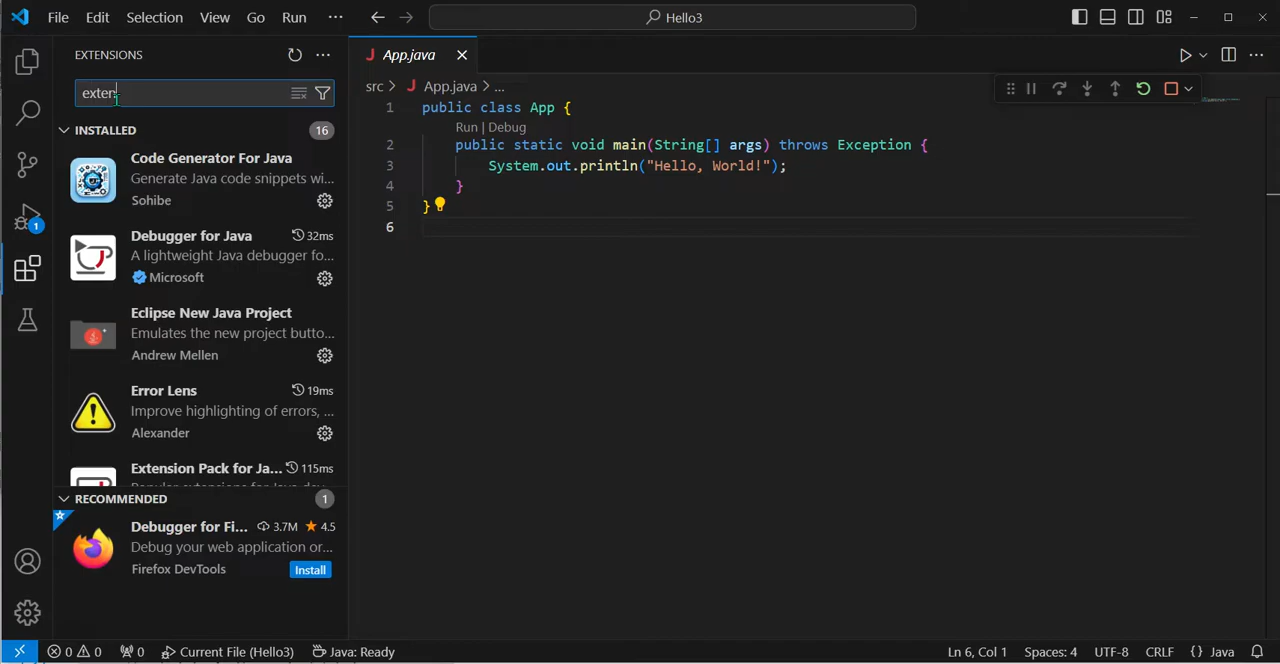 File Edit Selection View Go Run ···
Hello3
EXTENSIONS
exten
INSTALLED 16
Code Generator For Java
Generate Java code snippets wi...
Sohibe
Debugger for Java 32ms
A lightweight Java debugger fo...
Microsoft
Eclipse New Java Project
Emulates the new project butto...
Andrew Mellen
Error Lens 19ms
Improve highlighting of errors, ...
Alexander
Extension Pack for Ja... 115ms
RECOMMENDED 1
Debugger for Fi... 3.7M 4.5
Debug your web application or...
Firefox DevTools Install
1
J App.java
src > J App.java > ...
1 public class App {
Run | Debug
2 public static void main(String[] args) throws Exception {
3 System.out.println("Hello, World!");
4 }
5 }
6
0 0 0 Current File (Hello3) Java: Ready Ln 6, Col 1 Spaces: 4 UTF-8 CRLF {} Java